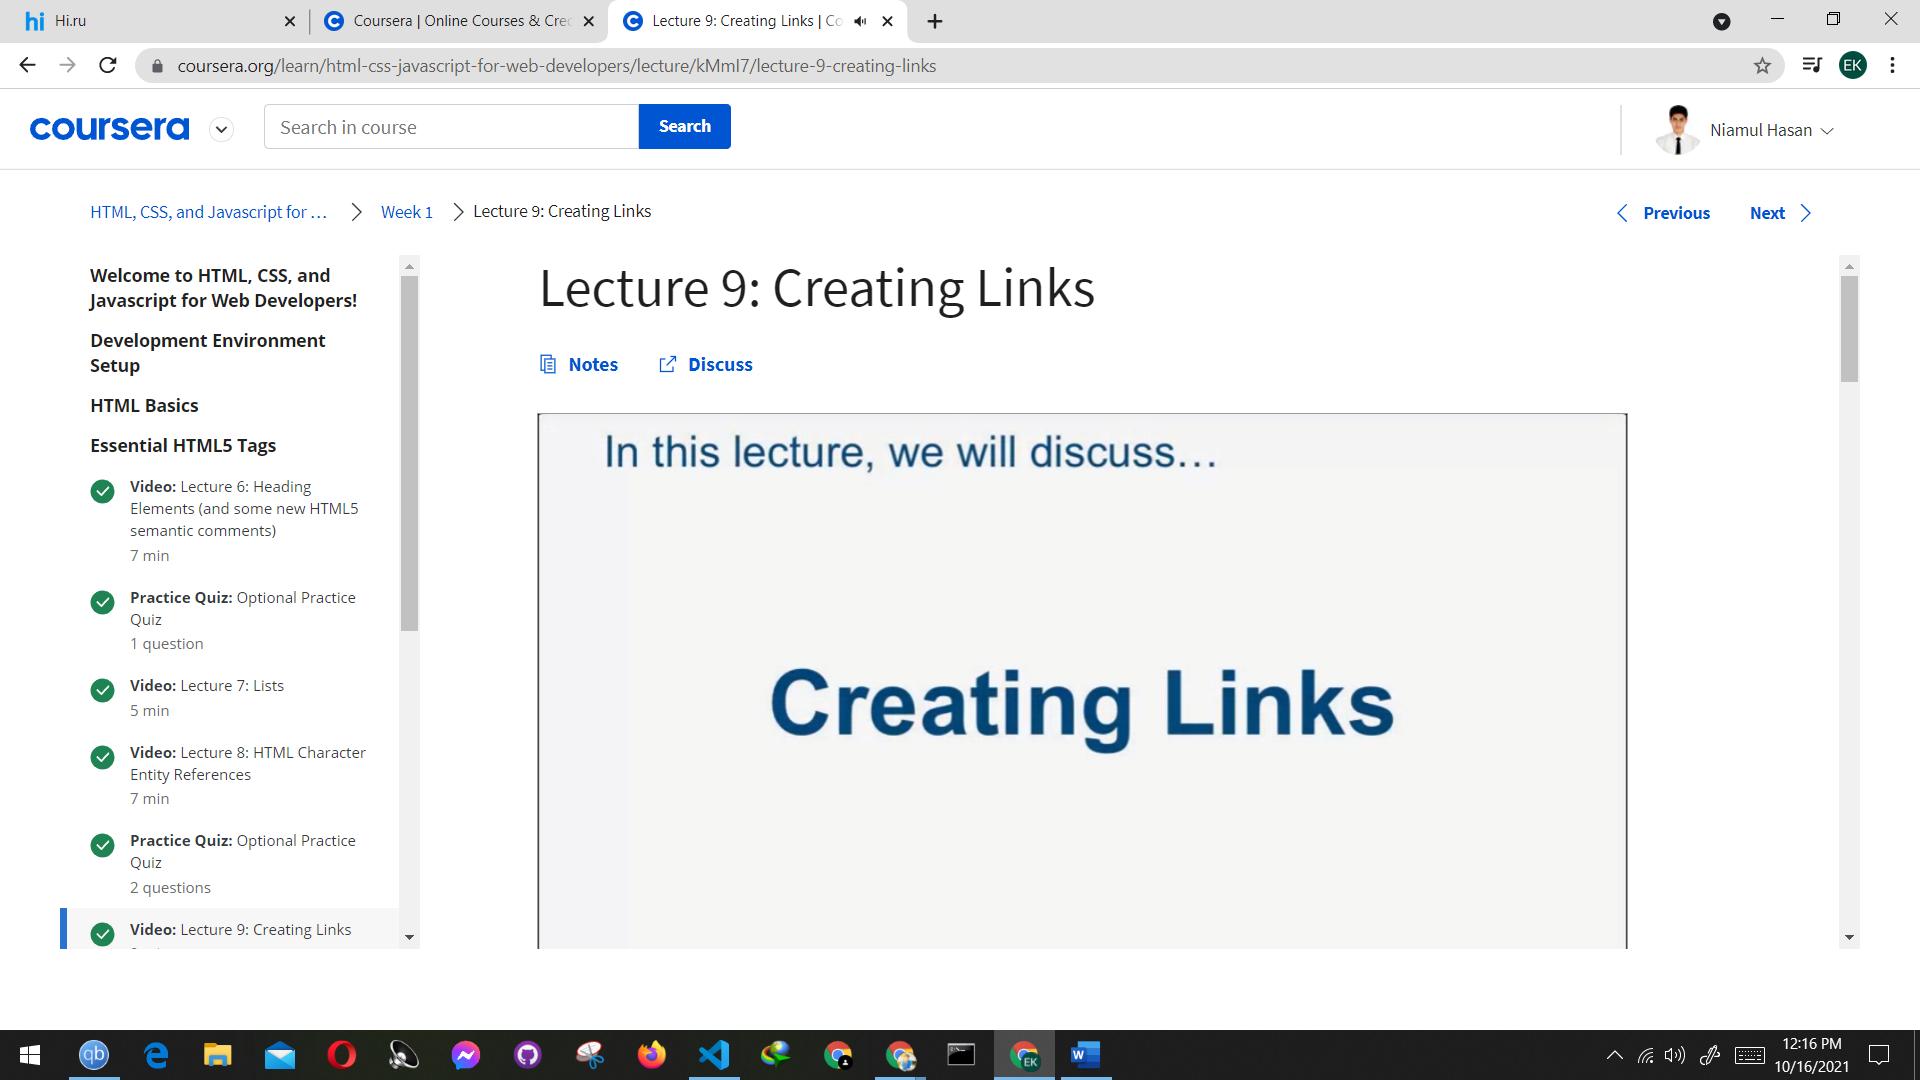 Hi.ru
Coursera | Online Courses & Crec
Lecture 9: Creating Links | Co
coursera.org/learn/html-css-javascript-for-web-developers/lecture/kMmI7/lecture-9-creating-links
EK
coursera
Search in course
Search
Niamul Hasan
HTML, CSS, and Javascript for ...
Week 1
Lecture 9: Creating Links
Previous
Next
Welcome to HTML, CSS, and
Javascript for Web Developers!
Development Environment
Setup
HTML Basics
Essential HTML5 Tags
Video: Lecture 6: Heading
Elements (and some new HTML5
semantic comments)
7 min
Practice Quiz: Optional Practice
Quiz
1 question
Video: Lecture 7: Lists
5 min
Video: Lecture 8: HTML Character
Entity References
7 min
Practice Quiz: Optional Practice
Quiz
2 questions
Video: Lecture 9: Creating Links
Lecture 9: Creating Links
Notes
Discuss
In this lecture, we will discuss...
Creating Links
12:16 PM
10/16/2021